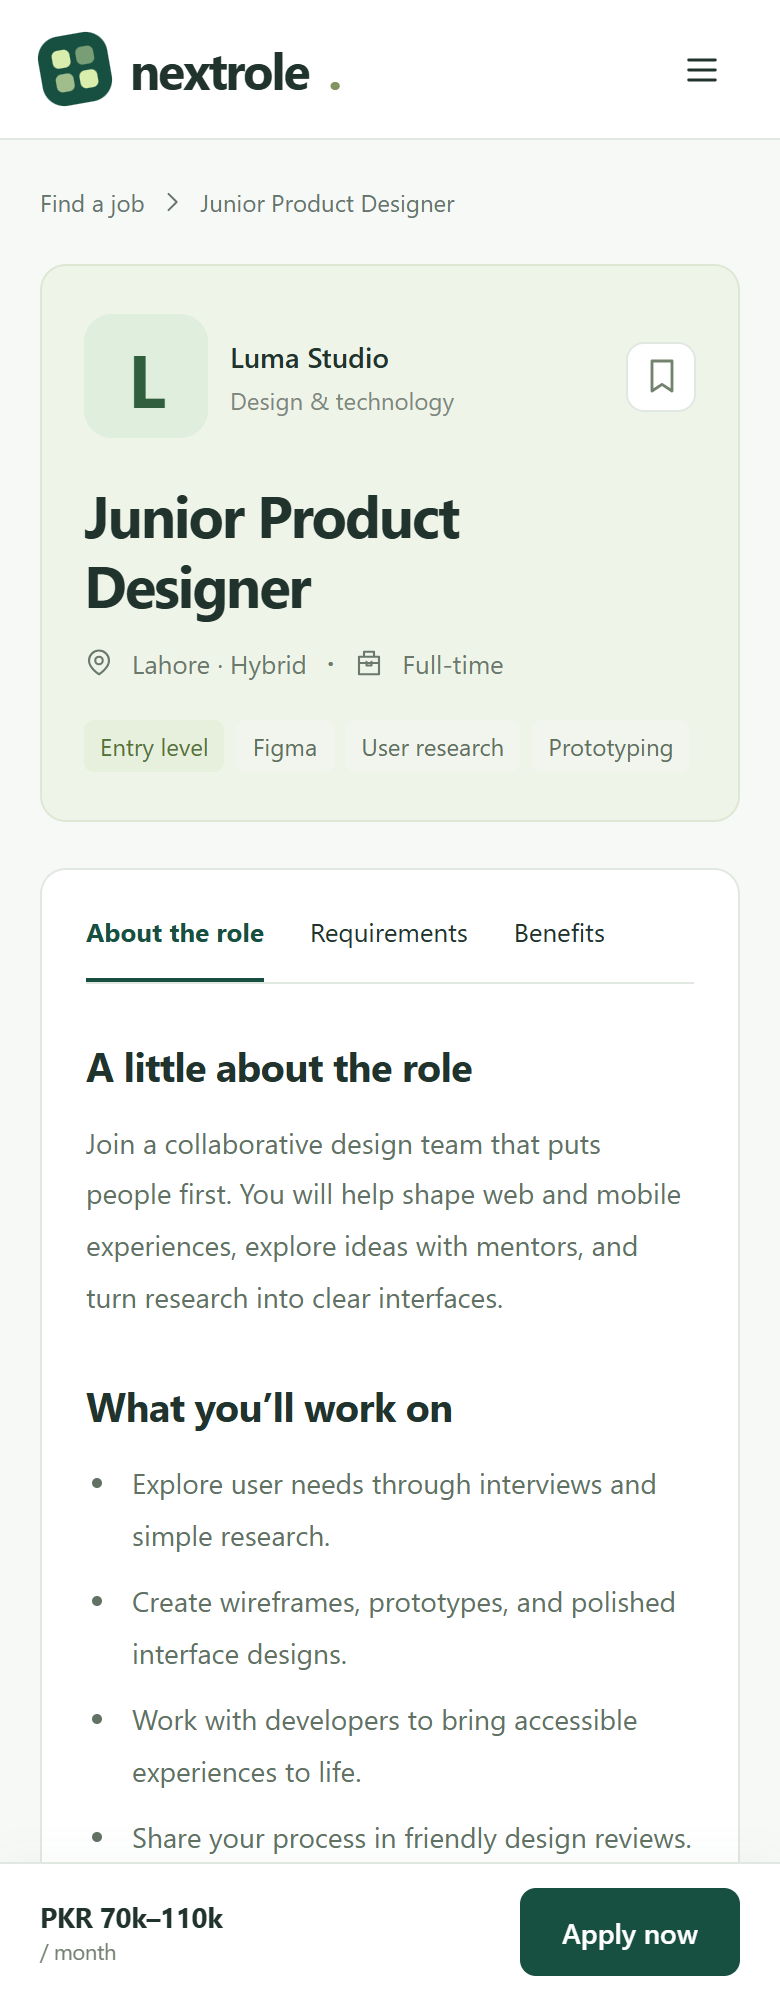 nextrole .
Find a job > Junior Product Designer
L
Luma Studio
Design & technology
Junior Product
Designer
Lahore · Hybrid • Full-time
Entry level Figma User research Prototyping
About the role Requirements Benefits
A little about the role
Join a collaborative design team that puts
people first. You will help shape web and mobile
experiences, explore ideas with mentors, and
turn research into clear interfaces.
What you’ll work on
• Explore user needs through interviews and
simple research.
• Create wireframes, prototypes, and polished
interface designs.
• Work with developers to bring accessible
experiences to life.
• Share your process in friendly design reviews.
PKR 70k–110k
/ month
Apply now